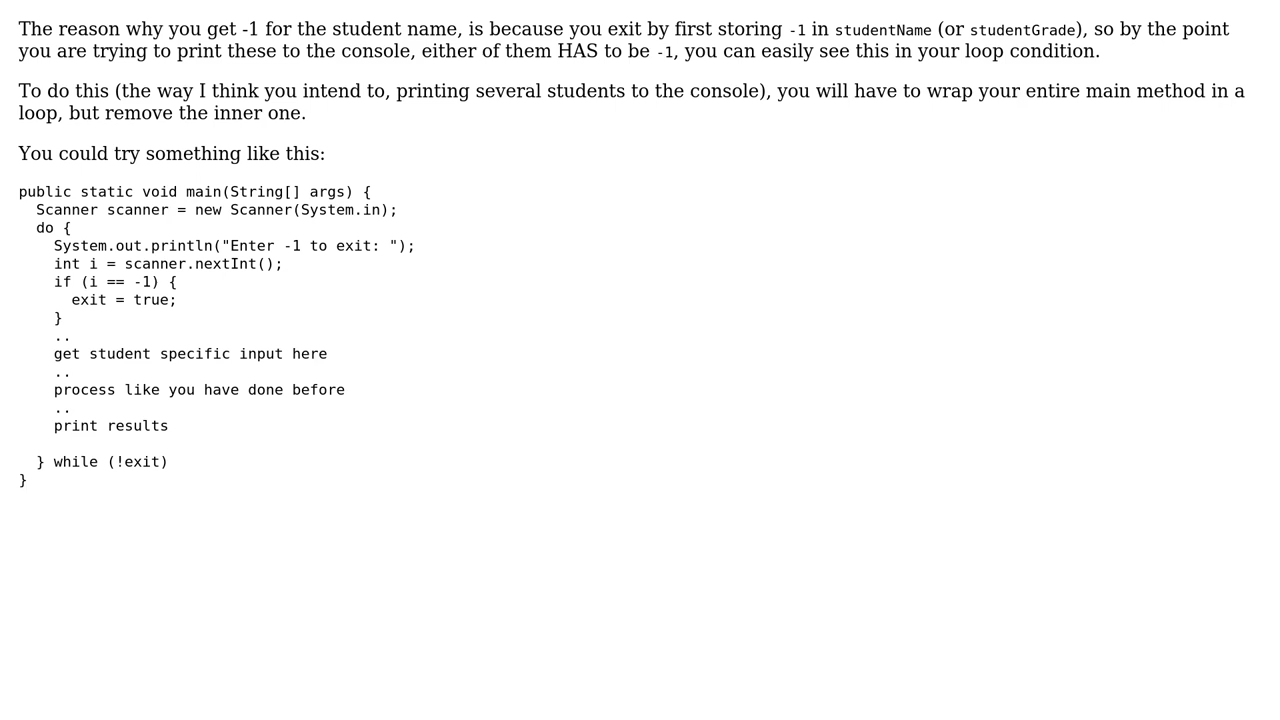 The reason why you get -1 for the student name, is because you exit by first storing -1 in studentName (or studentGrade), so by the point
you are trying to print these to the console, either of them HAS to be -1, you can easily see this in your loop condition.
To do this (the way I think you intend to, printing several students to the console), you will have to wrap your entire main method in a
loop, but remove the inner one.
You could try something like this:
public static void main(String[] args) {
  Scanner scanner = new Scanner(System.in);
  do {
    System.out.println("Enter -1 to exit: ");
    int i = scanner.nextInt();
    if (i == -1) {
      exit = true;
    }
    ..
    get student specific input here
    ..
    process like you have done before
    ..
    print results
  } while (!exit)
}